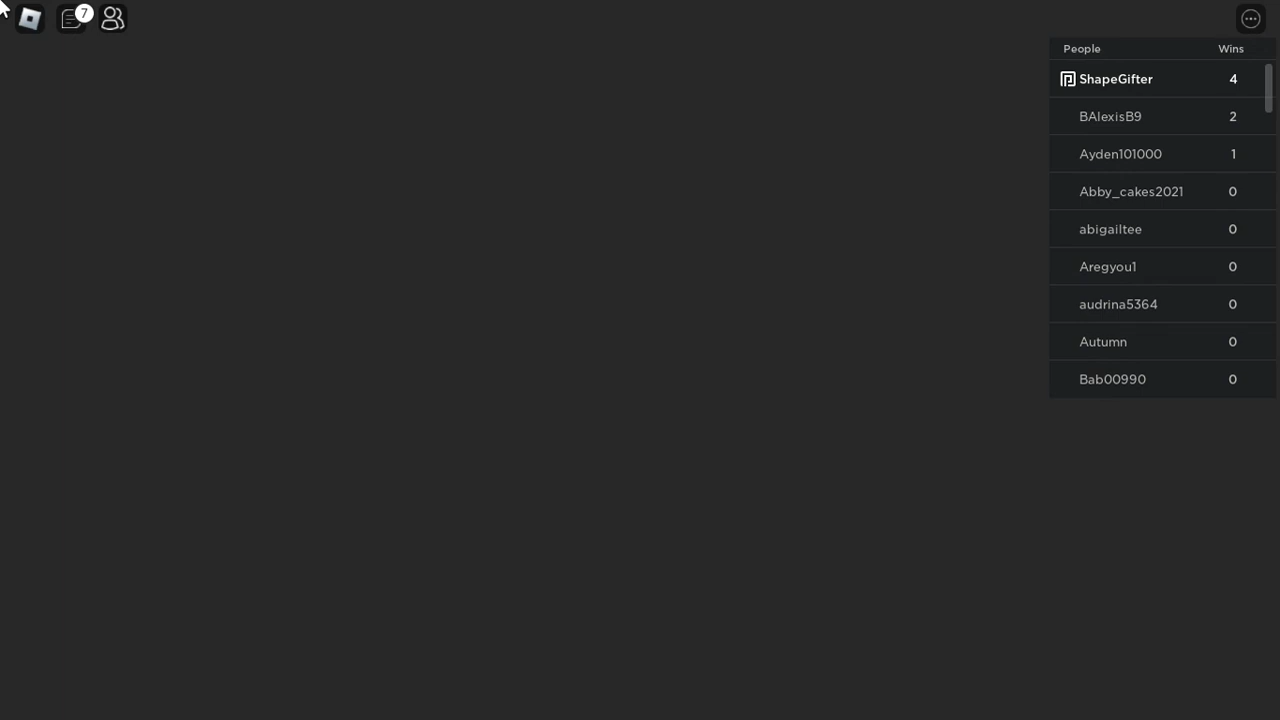 7
People Wins
ShapeGifter 4
BAlexisB9 2
Ayden101000 1
Abby_cakes2021 0
abigailtee 0
Aregyou1 0
audrina5364 0
Autumn 0
Bab00990 0